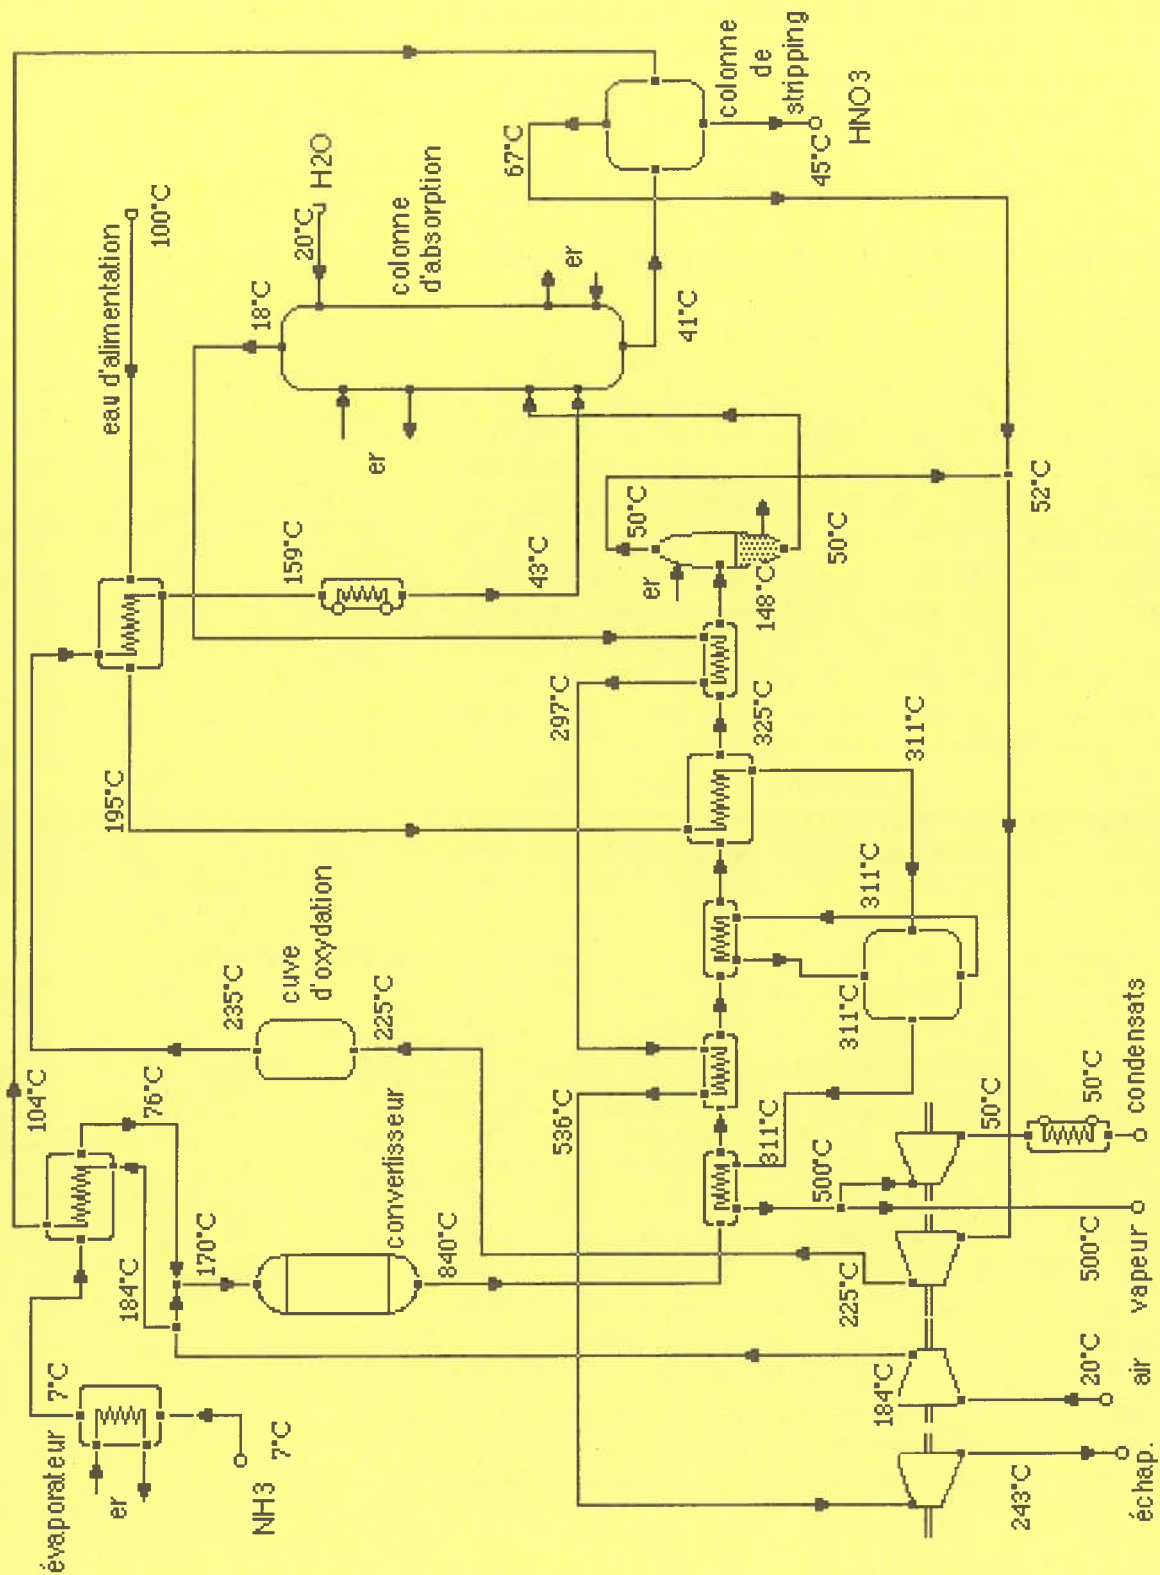 évaporateur
er
NH3
7°C
7°C
104°C
76°C
184°C
170°C
convertisseur
840°C
235°C
cuve
d'oxydation
225°C
195°C
eau d'alimentation
100°C
159°C
43°C
18°C
20°C
H2O
colonne
d'absorption
er
er
41°C
67°C
colonne
de
stripping
45°C
HNO3
536°C
297°C
311°C
500°C
325°C
148°C
er
50°C
50°C
52°C
311°C
311°C
311°C
184°C
225°C
243°C
échap.
20°C
air
500°C
vapeur
50°C
50°C
condensats